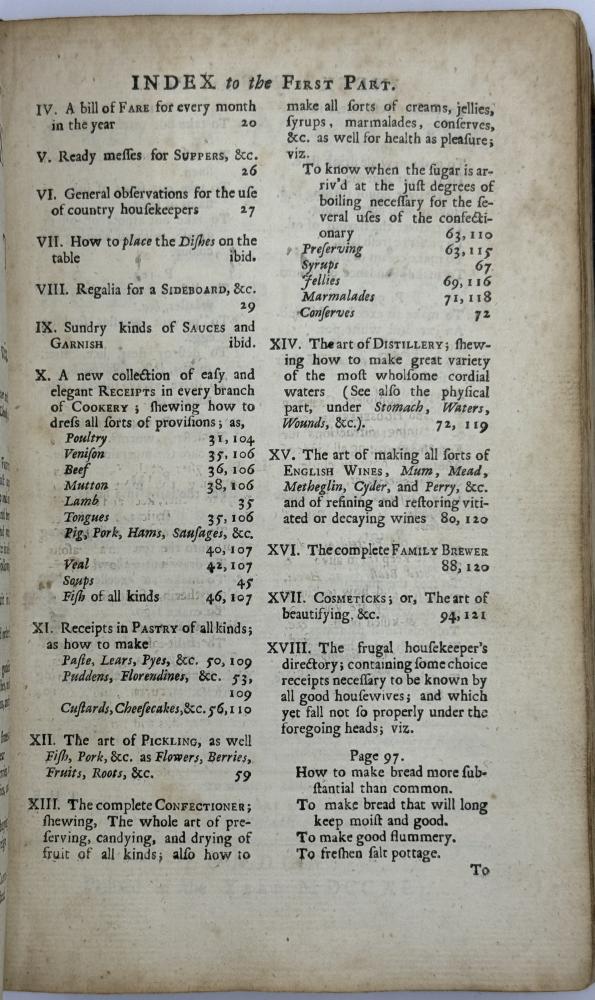 INDEX to the FIRST PART.
IV. A bill of FARE for every month
in the year 20
V. Ready meſſes for SUPPERS, &c.
26
VI. General obſervations for the uſe
of country houſekeepers 27
VII. How to place the Diſhes on the
table ibid.
VIII. Regalia for a SIDEBOARD, &c.
29
IX. Sundry kinds of SAUCES and
GARNISH ibid.
X. A new collection of eaſy and
elegant RECEIPTS in every branch
of COOKERY ; ſhewing how to
dreſs all ſorts of proviſions ; as,
Poultry 31, 104
Veniſon 35, 106
Beef 36, 106
Mutton 38, 106
Lamb 35
Tongues 35, 106
Pig, Pork, Hams, Sauſages, &c.
40, 107
Veal 42, 107
Soups 45
Fiſh of all kinds 46, 107
XI. Receipts in PASTRY of all kinds;
as how to make
Paſte, Lears, Pyes, &c. 50, 109
Puddens, Florendines, &c. 53,
109
Cuſtards, Cheeſecakes, &c. 56, 110
XII. The art of PICKLING, as well
Fiſh, Pork, &c. as Flowers, Berries,
Fruits, Roots, &c. 59
XIII. The complete CONFECTIONER;
ſhewing, The whole art of pre-
ſerving, candying, and drying of
fruit of all kinds; alſo how to
make all ſorts of creams, jellies,
ſyrups, marmalades, conſerves,
&c. as well for health as pleaſure;
viz.
To know when the ſugar is ar-
riv'd at the juſt degrees of
boiling neceſſary for the ſe-
veral uſes of the confecti-
onary 63, 110
Preſerving 63, 115
Syrups 67
Jellies 69, 116
Marmalades 71, 118
Conſerves 72
XIV. The art of DISTILLERY; ſhew-
ing how to make great variety
of the moſt wholſome cordial
waters (See alſo the phyſical
part, under Stomach, Waters,
Wounds, &c.). 72, 119
XV. The art of making all ſorts of
ENGLISH WINES, Mum, Mead,
Metheglin, Cyder, and Perry, &c.
and of refining and reſtoring viti-
ated or decaying wines 80, 120
XVI. The complete FAMILY BREWER
88, 120
XVII. COSMETICKS; or, The art of
beautifying, &c. 94, 121
XVIII. The frugal houſekeeper's
directory; containing ſome choice
receipts neceſſary to be known by
all good houſewives; and which
yet fall not ſo properly under the
foregoing heads; viz.
Page 97.
How to make bread more ſub-
ſtantial than common.
To make bread that will long
keep moiſt and good.
To make good flummery.
To freſhen ſalt pottage.
To